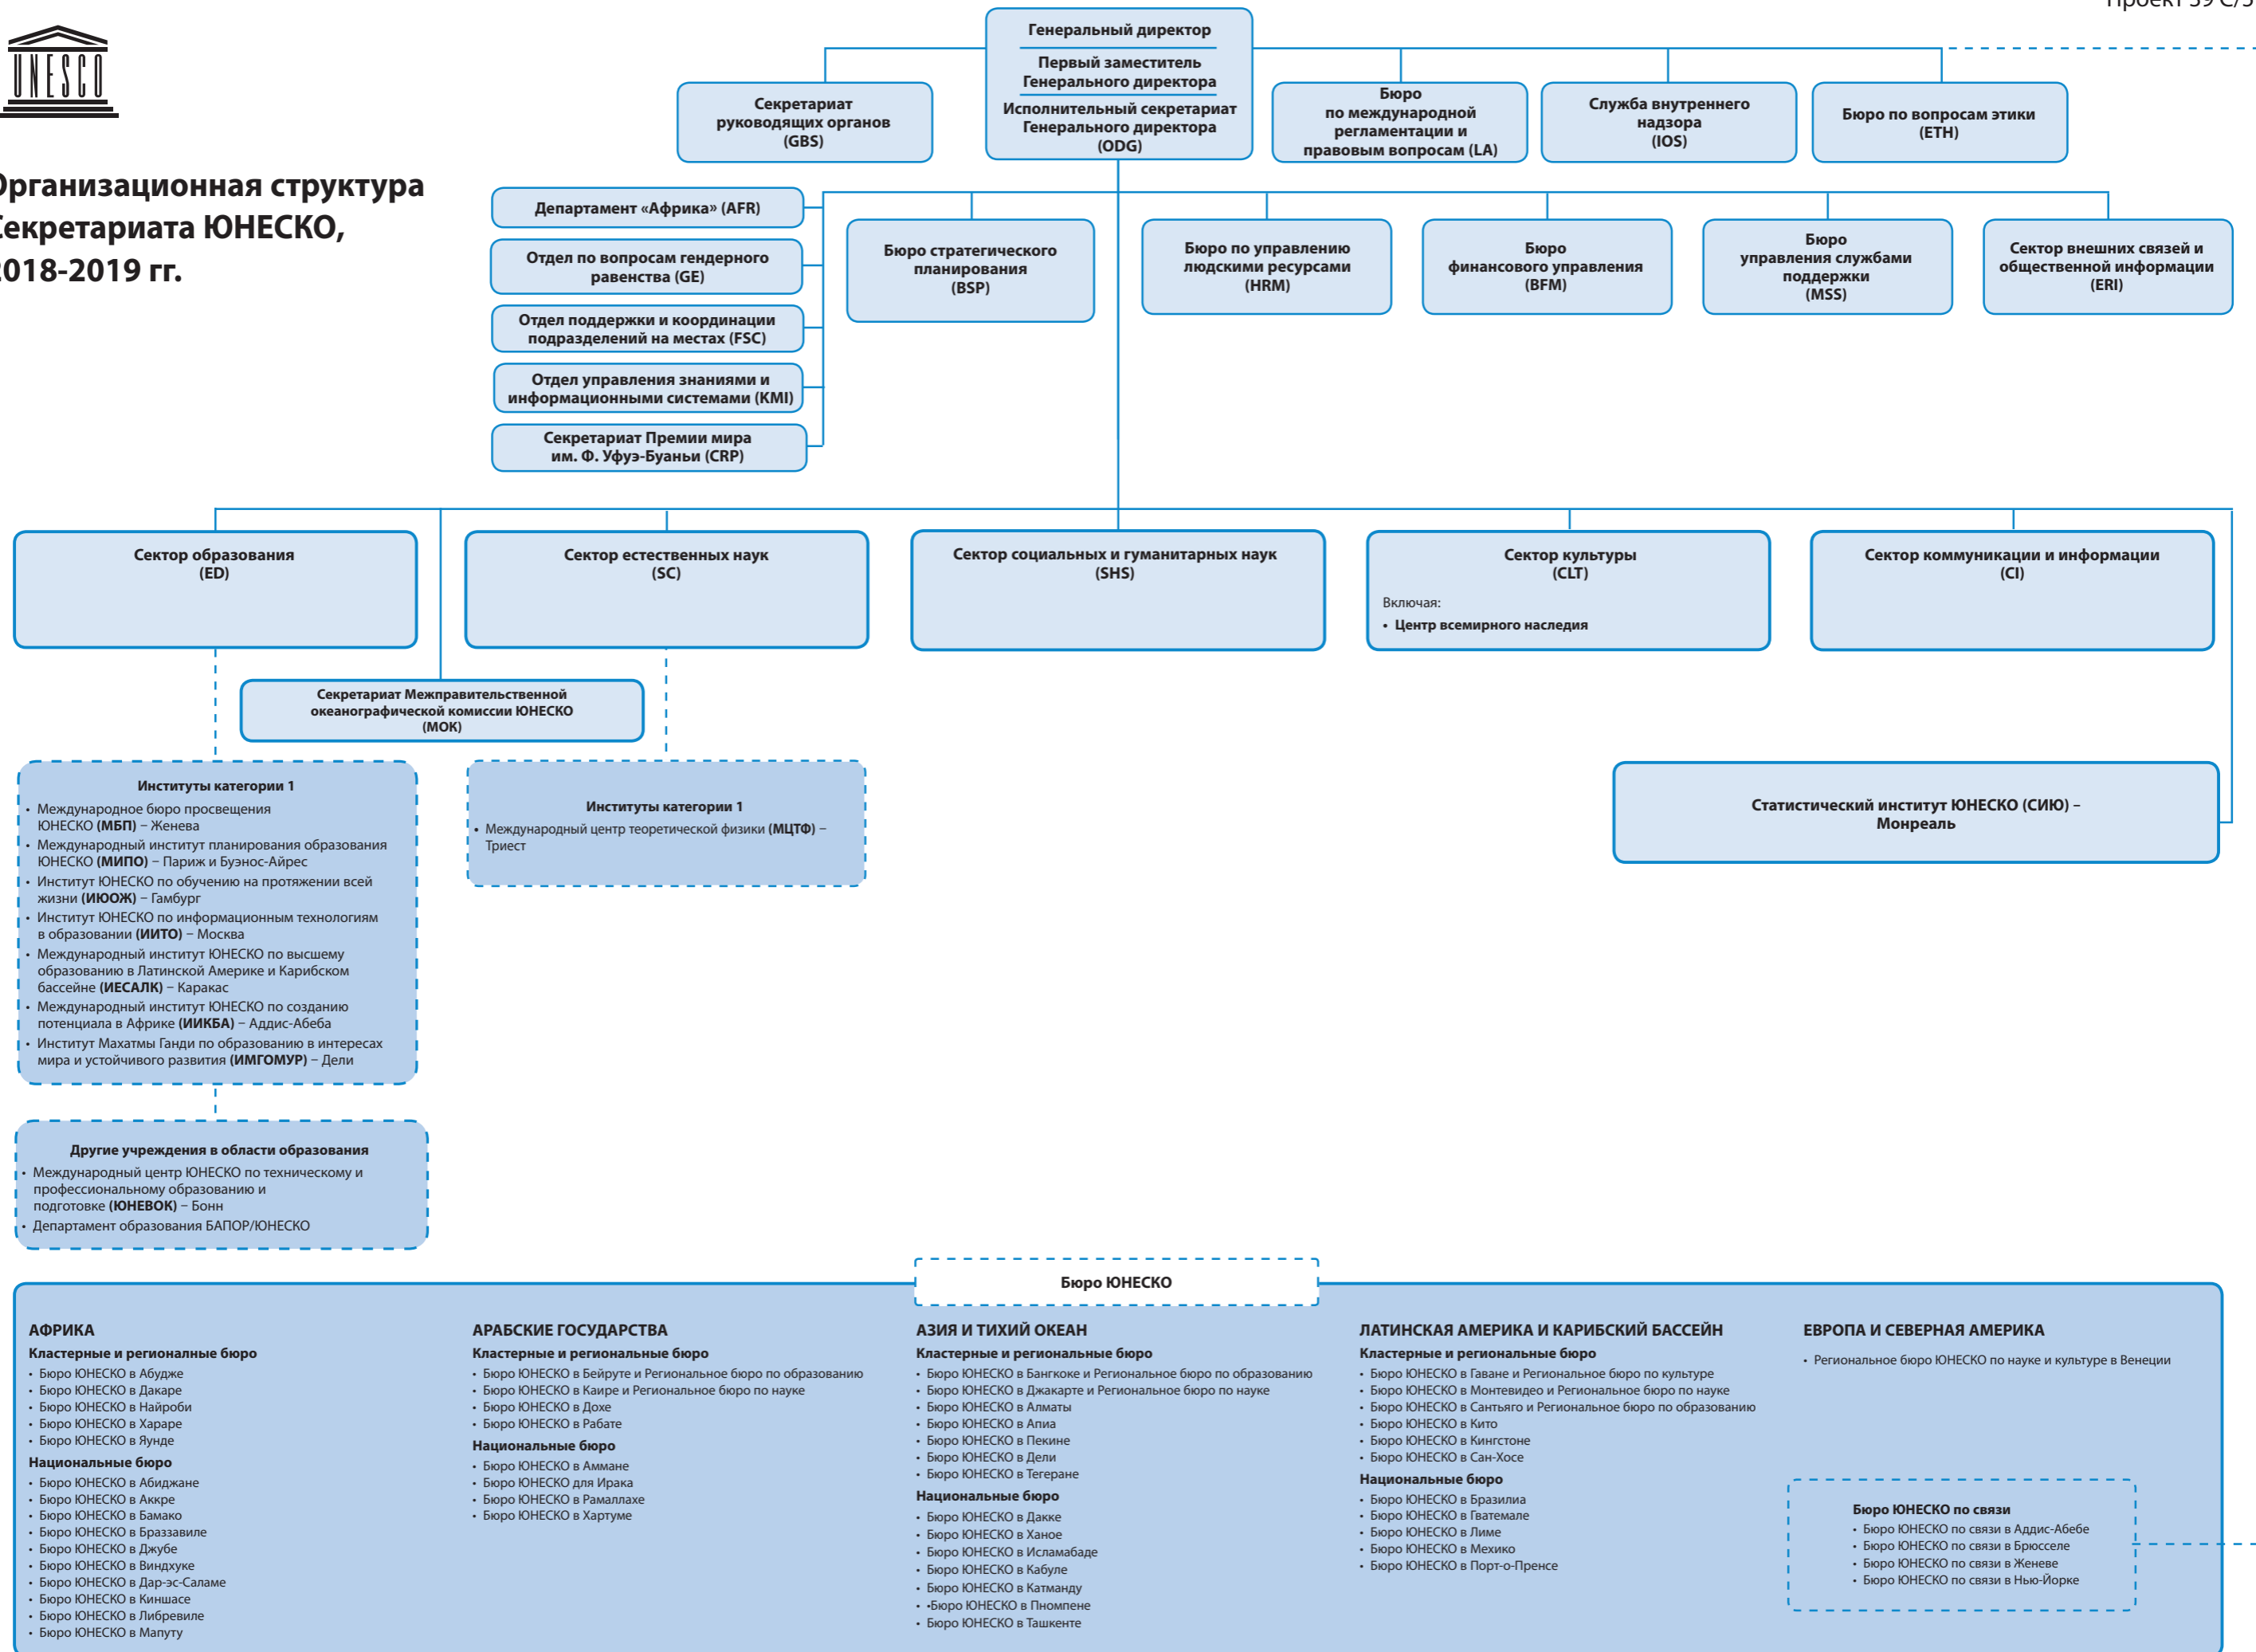 Проект 39 C/5
UNESCO
Организационная структура
Секретариата ЮНЕСКО,
2018-2019 гг.
Генеральный директор
Первый заместитель
Генерального директора
Исполнительный секретариат
Генерального директора
(ODG)
Секретариат
руководящих органов
(GBS)
Бюро
по международной
регламентации и
правовым вопросам (LA)
Служба внутреннего
надзора
(IOS)
Бюро по вопросам этики
(ETH)
Департамент «Африка» (AFR)
Отдел по вопросам гендерного
равенства (GE)
Отдел поддержки и координации
подразделений на местах (FSC)
Отдел управления знаниями и
информационными системами (KMI)
Секретариат Премии мира
им. Ф. Уфуэ-Буаньи (CRP)
Бюро стратегического
планирования
(BSP)
Бюро по управлению
людскими ресурсами
(HRM)
Бюро
финансового управления
(BFM)
Бюро
управления службами
поддержки
(MSS)
Сектор внешних связей и
общественной информации
(ERI)
Сектор образования
(ED)
Сектор естественных наук
(SC)
Сектор социальных и гуманитарных наук
(SHS)
Сектор культуры
(CLT)
Включая:
• Центр всемирного наследия
Сектор коммуникации и информации
(CI)
Секретариат Межправительственной
океанографической комиссии ЮНЕСКО
(МОК)
Институты категории 1
• Международное бюро просвещения
ЮНЕСКО (МБП) – Женева
• Международный институт планирования образования
ЮНЕСКО (МИПО) – Париж и Буэнос-Айрес
• Институт ЮНЕСКО по обучению на протяжении всей
жизни (ИЮОЖ) – Гамбург
• Институт ЮНЕСКО по информационным технологиям
в образовании (ИИТО) – Москва
• Международный институт ЮНЕСКО по высшему
образованию в Латинской Америке и Карибском
бассейне (ИЕСАЛК) – Каракас
• Международный институт ЮНЕСКО по созданию
потенциала в Африке (ИИКБА) – Аддис-Абеба
• Институт Махатмы Ганди по образованию в интересах
мира и устойчивого развития (ИМГОМУР) – Дели
Институты категории 1
• Международный центр теоретической физики (МЦТФ) –
Триест
Статистический институт ЮНЕСКО (СИЮ) –
Монреаль
Другие учреждения в области образования
• Международный центр ЮНЕСКО по техническому и
профессиональному образованию и
подготовке (ЮНЕВОК) – Бонн
• Департамент образования БАПОР/ЮНЕСКО
Бюро ЮНЕСКО
АФРИКА
Кластерные и региональные бюро
• Бюро ЮНЕСКО в Абудже
• Бюро ЮНЕСКО в Дакаре
• Бюро ЮНЕСКО в Найроби
• Бюро ЮНЕСКО в Хараре
• Бюро ЮНЕСКО в Яунде
Национальные бюро
• Бюро ЮНЕСКО в Абиджане
• Бюро ЮНЕСКО в Аккре
• Бюро ЮНЕСКО в Бамако
• Бюро ЮНЕСКО в Браззавиле
• Бюро ЮНЕСКО в Джубе
• Бюро ЮНЕСКО в Виндхуке
• Бюро ЮНЕСКО в Дар-эс-Саламе
• Бюро ЮНЕСКО в Киншасе
• Бюро ЮНЕСКО в Либревиле
• Бюро ЮНЕСКО в Мапуту
АРАБСКИЕ ГОСУДАРСТВА
Кластерные и региональные бюро
• Бюро ЮНЕСКО в Бейруте и Региональное бюро по образованию
• Бюро ЮНЕСКО в Каире и Региональное бюро по науке
• Бюро ЮНЕСКО в Дохе
• Бюро ЮНЕСКО в Рабате
Национальные бюро
• Бюро ЮНЕСКО в Аммане
• Бюро ЮНЕСКО для Ирака
• Бюро ЮНЕСКО в Рамаллахе
• Бюро ЮНЕСКО в Хартуме
АЗИЯ И ТИХИЙ ОКЕАН
Кластерные и региональные бюро
• Бюро ЮНЕСКО в Бангкоке и Региональное бюро по образованию
• Бюро ЮНЕСКО в Джакарте и Региональное бюро по науке
• Бюро ЮНЕСКО в Алматы
• Бюро ЮНЕСКО в Апиа
• Бюро ЮНЕСКО в Пекине
• Бюро ЮНЕСКО в Дели
• Бюро ЮНЕСКО в Тегеране
Национальные бюро
• Бюро ЮНЕСКО в Дакке
• Бюро ЮНЕСКО в Ханое
• Бюро ЮНЕСКО в Исламабаде
• Бюро ЮНЕСКО в Кабуле
• Бюро ЮНЕСКО в Катманду
• •Бюро ЮНЕСКО в Пномпене
• Бюро ЮНЕСКО в Ташкенте
ЛАТИНСКАЯ АМЕРИКА И КАРИБСКИЙ БАССЕЙН
Кластерные и региональные бюро
• Бюро ЮНЕСКО в Гаване и Региональное бюро по культуре
• Бюро ЮНЕСКО в Монтевидео и Региональное бюро по науке
• Бюро ЮНЕСКО в Сантьяго и Региональное бюро по образованию
• Бюро ЮНЕСКО в Кито
• Бюро ЮНЕСКО в Кингстоне
• Бюро ЮНЕСКО в Сан-Хосе
Национальные бюро
• Бюро ЮНЕСКО в Бразилиа
• Бюро ЮНЕСКО в Гватемале
• Бюро ЮНЕСКО в Лиме
• Бюро ЮНЕСКО в Мехико
• Бюро ЮНЕСКО в Порт-о-Пренсе
ЕВРОПА И СЕВЕРНАЯ АМЕРИКА
• Региональное бюро ЮНЕСКО по науке и культуре в Венеции
Бюро ЮНЕСКО по связи
• Бюро ЮНЕСКО по связи в Аддис-Абебе
• Бюро ЮНЕСКО по связи в Брюсселе
• Бюро ЮНЕСКО по связи в Женеве
• Бюро ЮНЕСКО по связи в Нью-Йорке